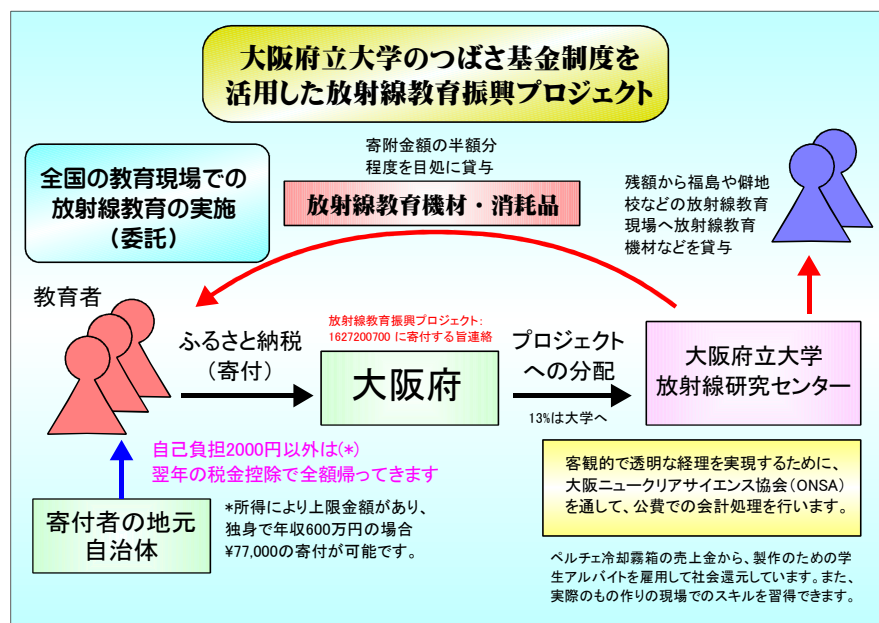 大阪府立大学のつばさ基金制度を
活用した放射線教育振興プロジェクト
寄附金額の半額分
程度を目処に貸与
全国の教育現場での
放射線教育の実施
（委託）
放射線教育機材・消耗品
残額から福島や僻地
校などの放射線教育
現場へ放射線教育
機材などを貸与
教育者
ふるさと納税
（寄付）
放射線教育振興プロジェクト：
1627200700 に寄付する旨連絡
大阪府
プロジェクト
への分配
13%は大学へ
大阪府立大学
放射線研究センター
自己負担2000円以外は(*)
翌年の税金控除で全額帰ってきます
寄付者の地元
自治体
*所得により上限金額があり、
独身で年収600万円の場合
¥77,000の寄付が可能です。
客観的で透明な経理を実現するために、
大阪ニュークリアサイエンス協会（ONSA）
を通して、公費での会計処理を行います。
ペルチェ冷却霧箱の売上金から、製作のための学
生アルバイトを雇用して社会還元しています。また、
実際のもの作りの現場でのスキルを習得できます。